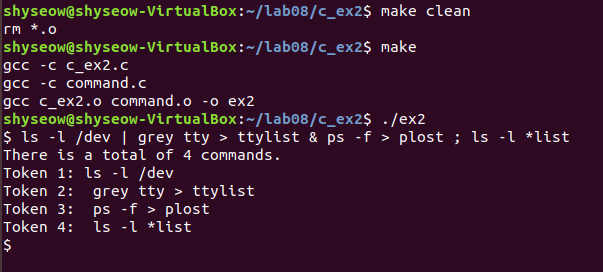 shyseow@shyseow-VirtualBox:~/lab08/c_ex2$ make clean
rm *.o
shyseow@shyseow-VirtualBox:~/lab08/c_ex2$ make
gcc -c c_ex2.c
gcc -c command.c
gcc c_ex2.o command.o -o ex2
shyseow@shyseow-VirtualBox:~/lab08/c_ex2$ ./ex2
$ ls -l /dev | grey tty > ttylist & ps -f > plost ; ls -l *list
There is a total of 4 commands.
Token 1: ls -l /dev
Token 2:  grey tty > ttylist
Token 3:  ps -f > plost
Token 4:  ls -l *list
$